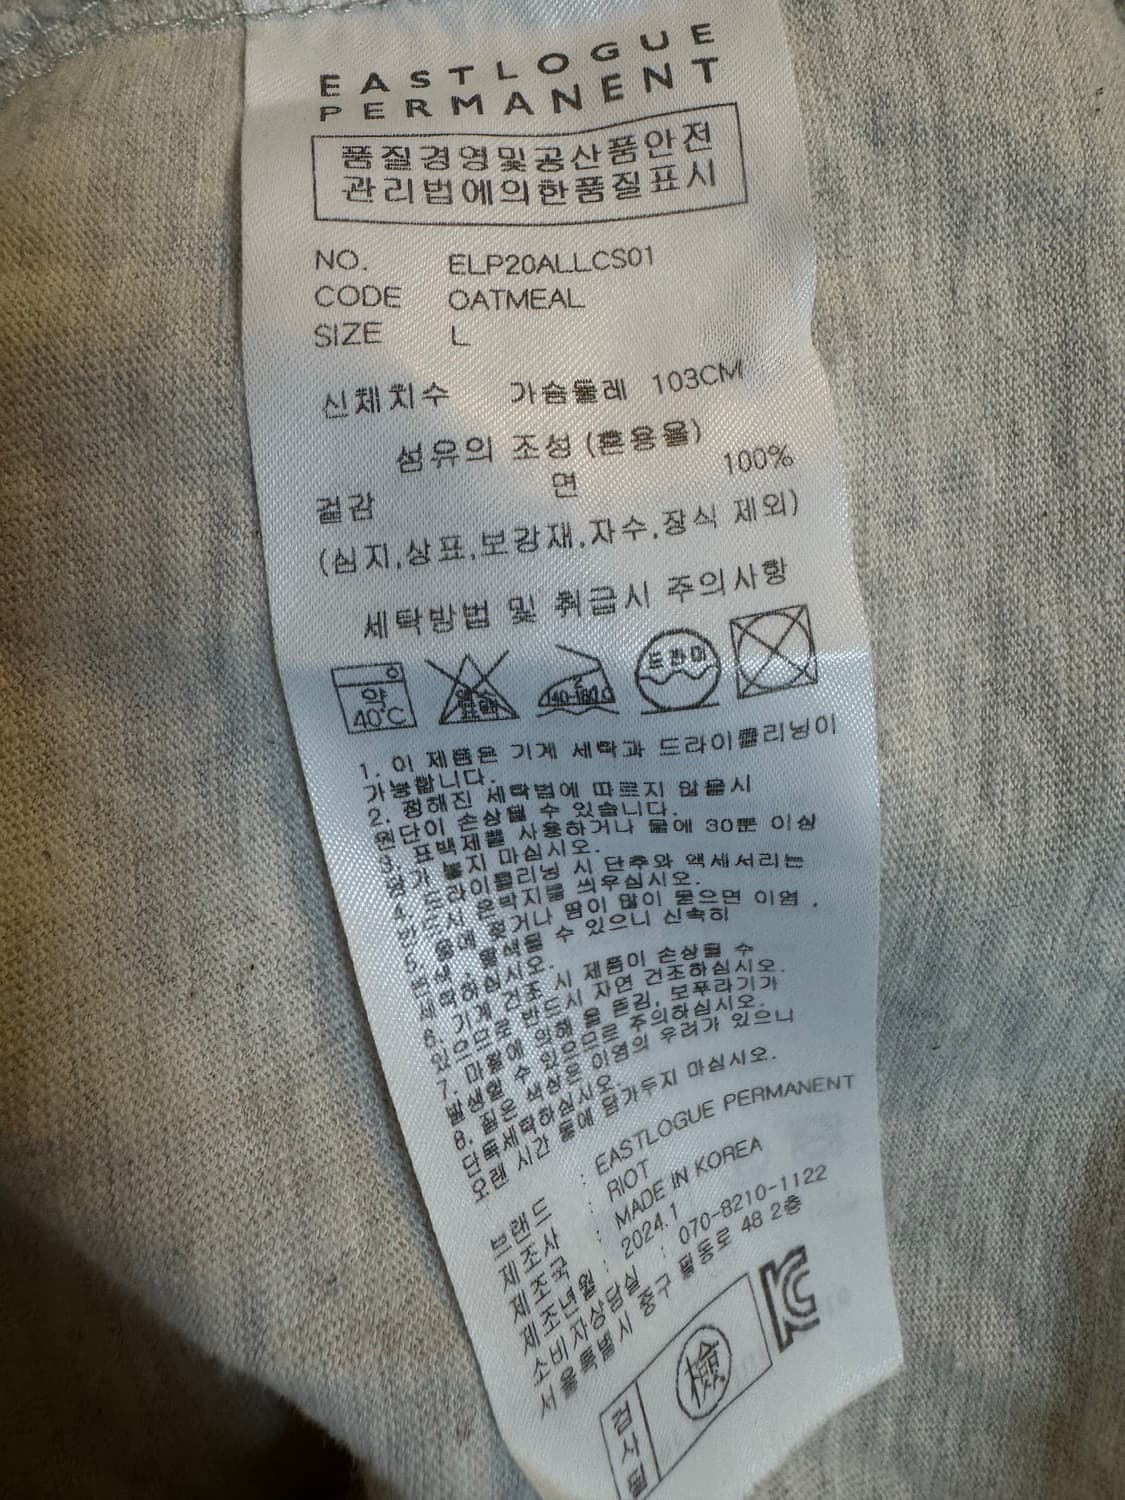 EASTLOGUE
PERMANENT
품질경영및공산품안전
관리법에의한품질표시
NO. ELP20ALLCS01
CODE OATMEAL
SIZE L
신체치수 가슴둘레 103CM
섬유의 조성 (혼용율)
겉감 면 100%
(심지,상표,보강재,자수,장식 제외)
세탁방법 및 취급시 주의사항
약
40℃
염소
표백
140-160℃
드라이
1. 이 제품은 기계 세탁과 드라이클리닝이
가능합니다.
2. 정해진 세탁법에 따르지 않을시
원단이 손상될 수 있습니다.
3. 표백제를 사용하거나 물에 30분 이상
담가 놓지 마십시오.
4. 드라이클리닝 시 단추와 액세서리는
반드시 은박지를 씌우십시오.
5. 물에 젖거나 땀이 많이 묻으면 이염,
변색, 탈색될 수 있으니 신속히
세탁하십시오.
6. 기계 건조 시 제품이 손상될 수
있으므로 반드시 자연 건조하십시오.
7. 마찰에 의해 올 뜯김, 보푸라기가
발생할 수 있으므로 주의하십시오.
8. 짙은 색상은 이염의 우려가 있으니
단독세탁하십시오.
오랜 시간 물에 담가두지 마십시오.
브랜드 : EASTLOGUE PERMANENT
제조사 : RIOT
제조국 : MADE IN KOREA
제조년월 : 2024.1
소비자상담실 : 070-8210-1122
서울특별시 중구 필동로 48 2층
검사필
檢
KC